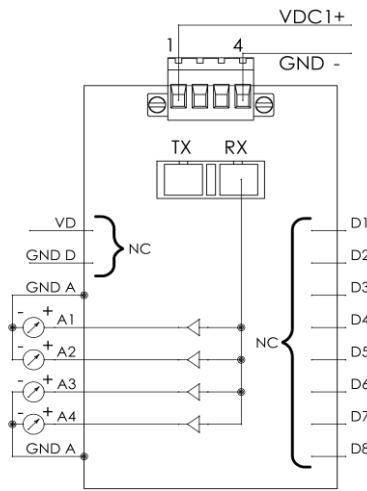 VDC1+
1 4
GND -
TX RX
VD
NC
GND D
GND A
- + A1
- + A2
- + A3
- + A4
GND A
NC
D1
D2
D3
D4
D5
D6
D7
D8